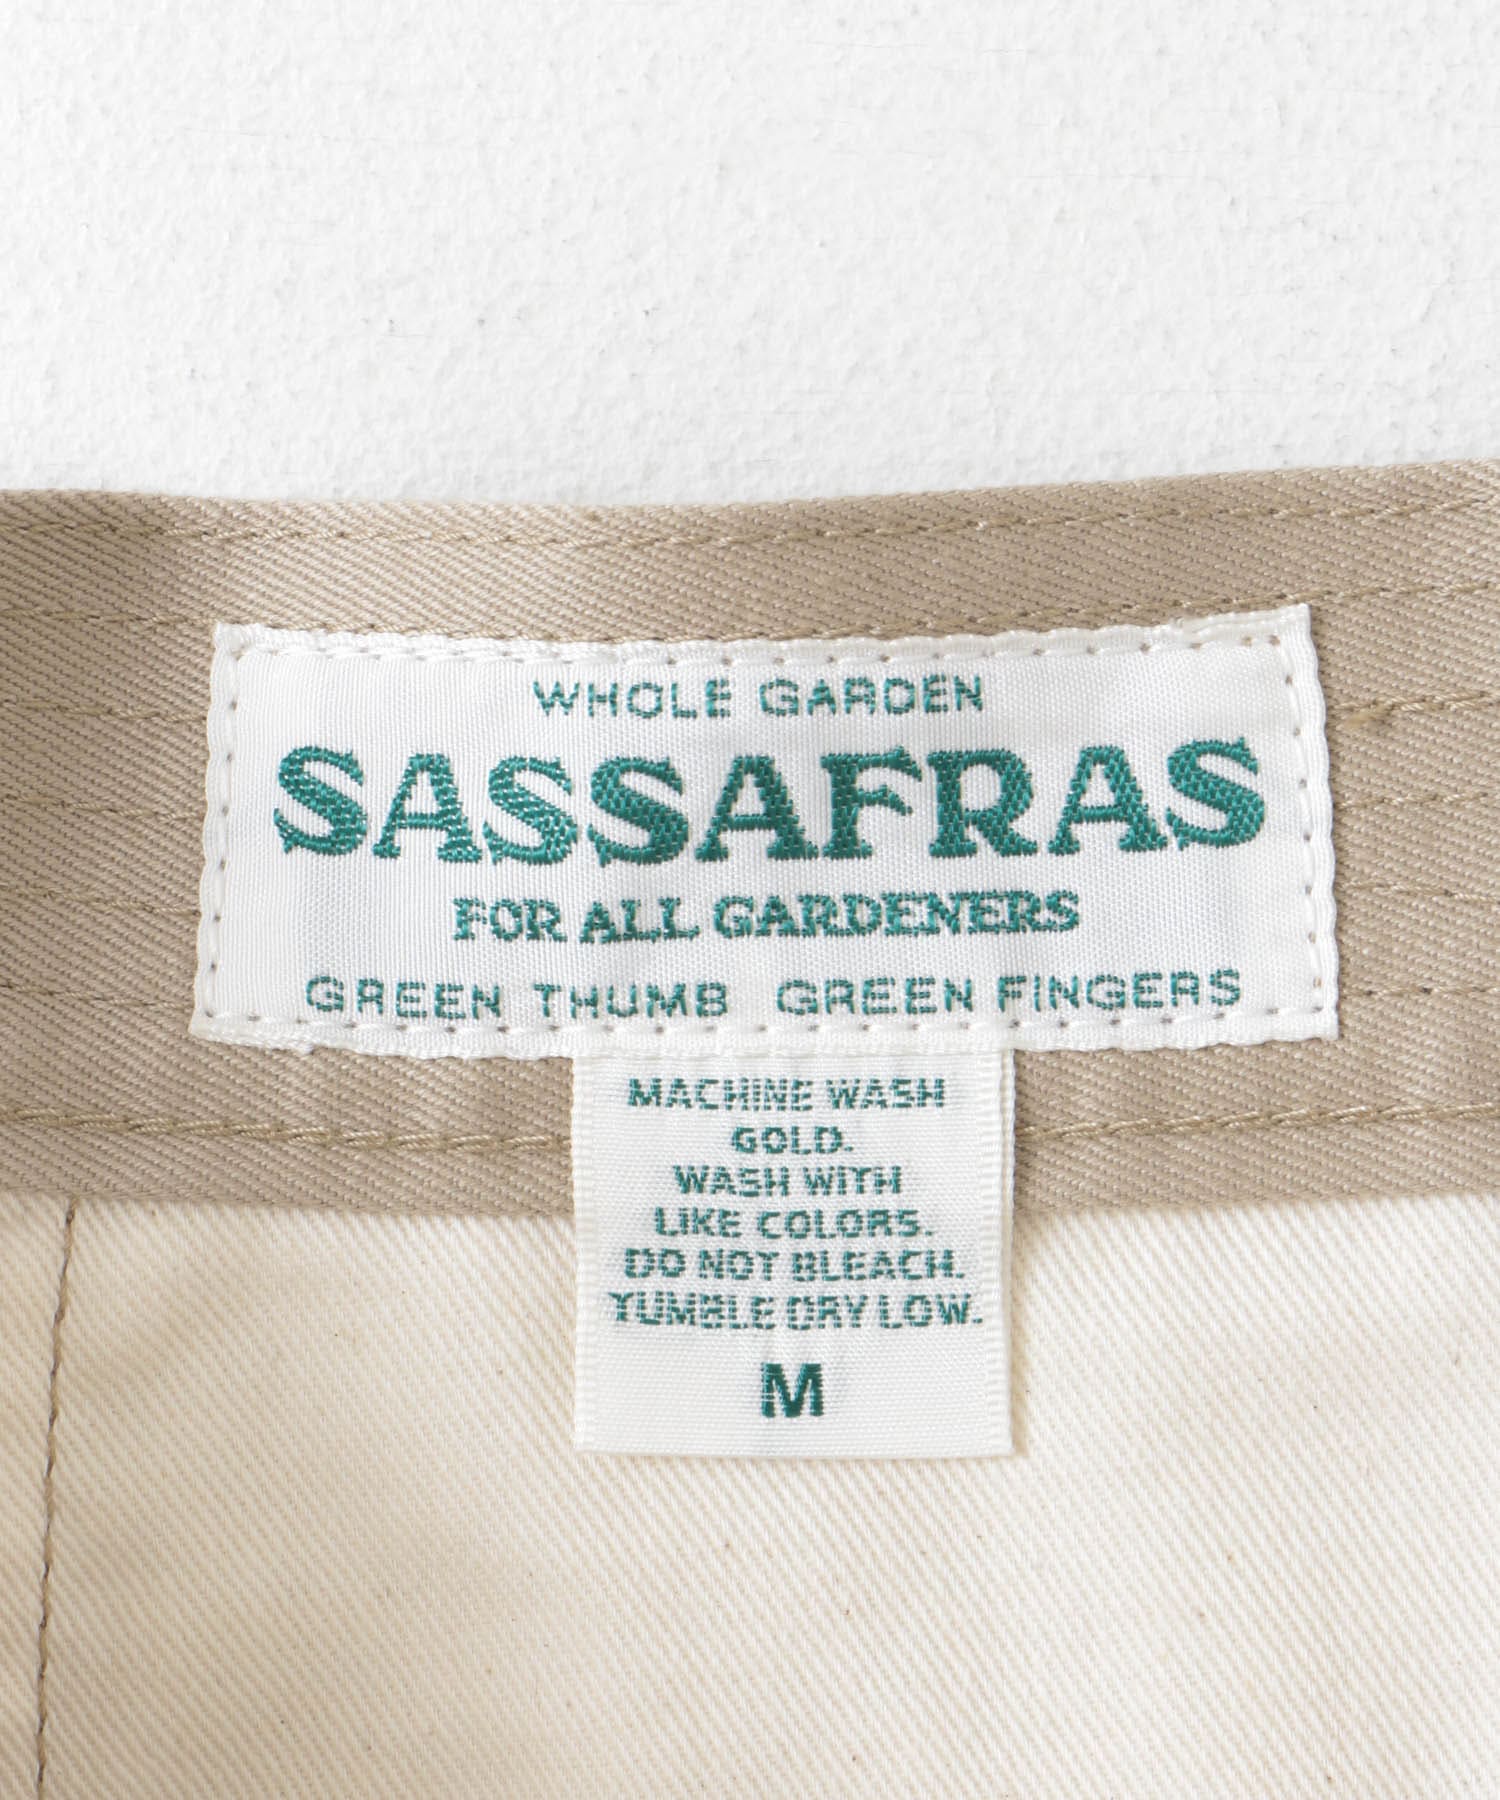 WHOLE GARDEN
SASSAFRAS
FOR ALL GARDENERS
GREEN THUMB GREEN FINGERS
MACHINE WASH
GOLD.
WASH WITH
LIKE COLORS.
DO NOT BLEACH.
TUMBLE DRY LOW.
M